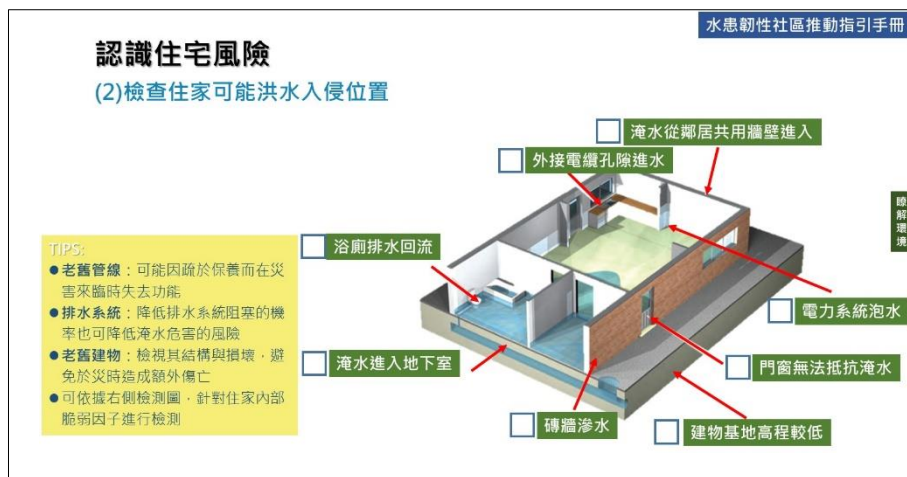 水患韌性社區推動指引手冊
認識住宅風險
(2)檢查住家可能洪水入侵位置
淹水從鄰居共用牆壁進入
外接電纜孔隙進水
瞭解環境
浴廁排水回流
TIPS:
●老舊管線：可能因疏於保養而在災
害來臨時失去功能
●排水系統：降低排水系統阻塞的機
率也可降低淹水危害的風險
●老舊建物：檢視其結構與損壞，避
免於災時造成額外傷亡
●可依據右側檢測圖，針對住家內部
脆弱因子進行檢測
電力系統泡水
淹水進入地下室
門窗無法抵抗淹水
磚牆滲水
建物基地高程較低